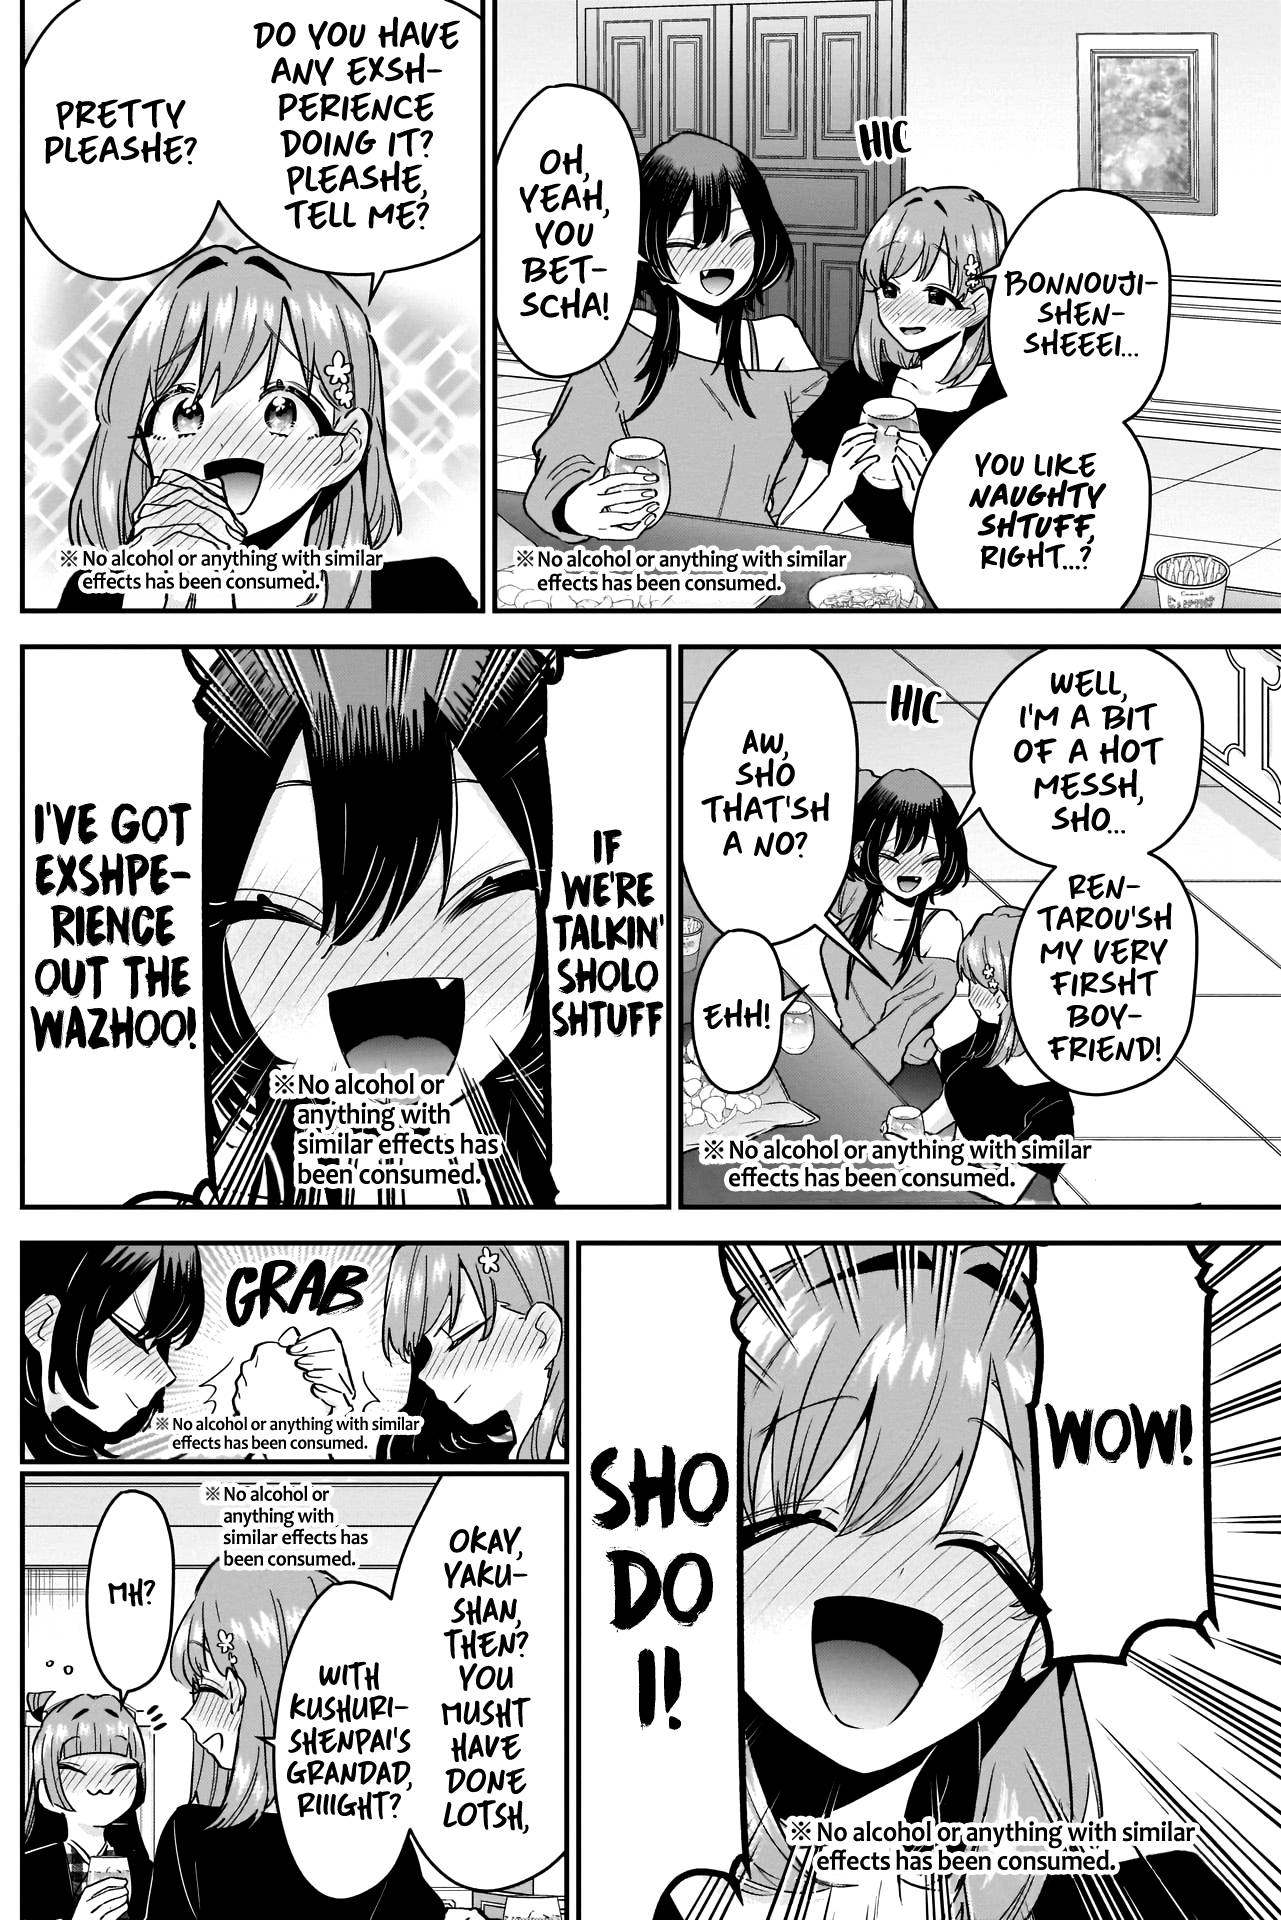 HIC
BONNOUJI-
SHEN-
SHEEEI...
YOU LIKE
NAUGHTY
SHTUFF,
RIGHT...?
OH,
YEAH,
YOU
BET-
SCHA!
※ No alcohol or anything with similar
effects has been consumed.
DO YOU HAVE
ANY EXSH-
PERIENCE
DOING IT?
PLEASHE,
TELL ME?
PRETTY
PLEASHE?
※ No alcohol or anything with similar
effects has been consumed.
WELL,
I'M A BIT
OF A HOT
MESSH,
SHO...
REN-
TAROU'SH
MY VERY
FIRSHT
BOY-
FRIEND!
HIC
AW,
SHO
THAT'SH
A NO?
EHH!
※ No alcohol or anything with similar
effects has been consumed.
IF
WE'RE
TALKIN'
SHOLO
SHTUFF
I'VE GOT
EXSHPE-
RIENCE
OUT THE
WAZHOO!
※ No alcohol or
anything with
similar effects has
been consumed.
WOW!
SHO
DO
I!
※ No alcohol or anything with similar
effects has been consumed.
GRAB
※ No alcohol or anything with similar
effects has been consumed.
OKAY,
YAKU-
SHAN,
THEN?
YOU
MUSHT
HAVE
DONE
LOTSH,
WITH
KUSHURI-
SHENPAI'S
GRANDAD,
RIIIGHT?
※ No alcohol or
anything with
similar effects has
been consumed.
MH?